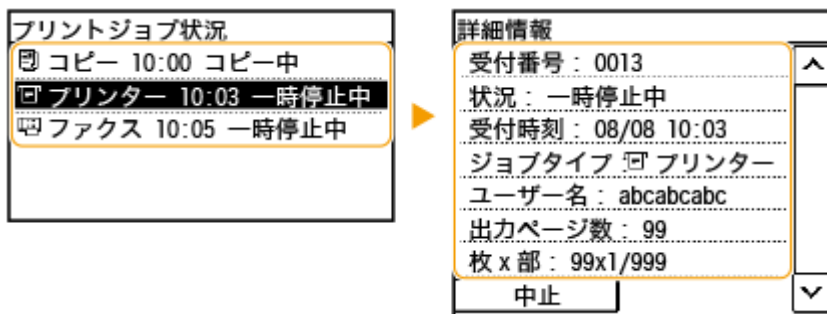 プリントジョブ状況
コピー 10:00 コピー中
プリンター 10:03 一時停止中
ファクス 10:05 一時停止中
詳細情報
受付番号： 0013
状況： 一時停止中
受付時刻： 08/08 10:03
ジョブタイプ： プリンター
ユーザー名： abcabcabc
出力ページ数： 99
枚 x 部： 99x1/999
中止